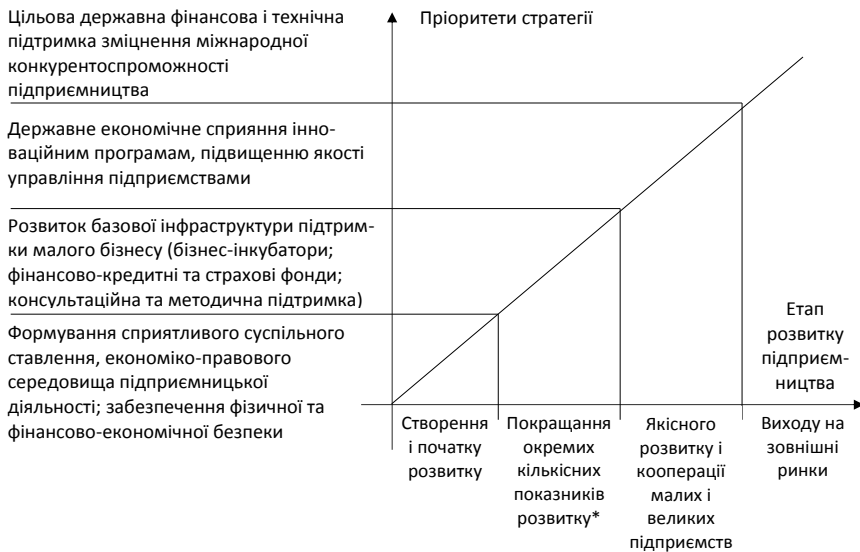 Цільова державна фінансова і технічна
підтримка зміцнення міжнародної
конкурентоспроможності
підприємництва
Пріоритети стратегії
Державне економічне сприяння інно-
ваційним програмам, підвищенню якості
управління підприємствами
Розвиток базової інфраструктури підтрим-
ки малого бізнесу (бізнес-інкубатори;
фінансово-кредитні та страхові фонди;
консультаційна та методична підтримка)
Формування сприятливого суспільного
ставлення, економіко-правового
середовища підприємницької
діяльності; забезпечення фізичної та
фінансово-економічної безпеки
Етап
розвитку
підприєм-
ництва
Створення
і початку
розвитку
Покращання
окремих
кількісних
показників
розвитку*
Якісного
розвитку і
кооперації
малих і
великих
підприємств
Виходу на
зовнішні
ринки